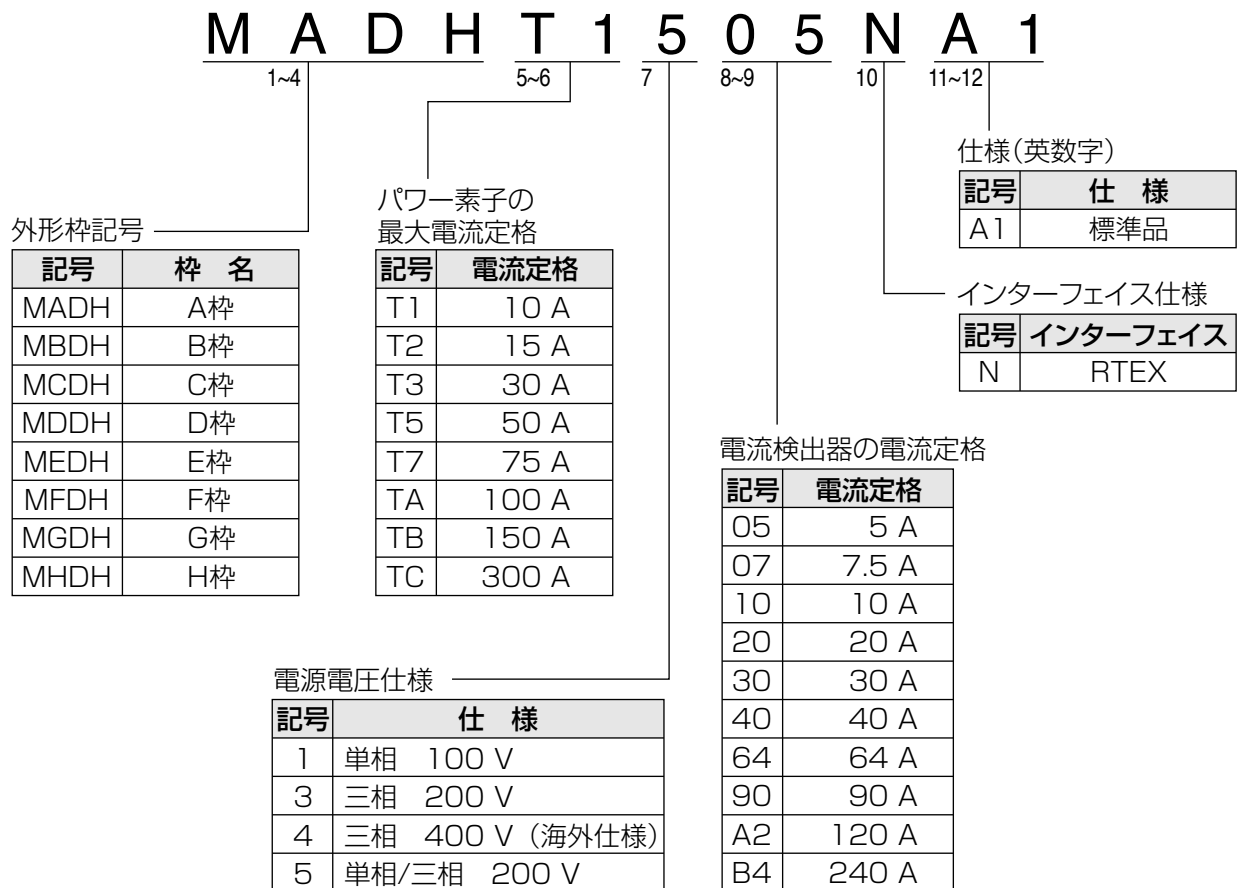 MADHT1505NA1
1~4 5~6 7 8~9 10 11~12
外形枠記号
記号 枠 名
MADH A枠
MBDH B枠
MCDH C枠
MDDH D枠
MEDH E枠
MFDH F枠
MGDH G枠
MHDH H枠
パワー素子の
最大電流定格
記号 電流定格
T1 10 A
T2 15 A
T3 30 A
T5 50 A
T7 75 A
TA 100 A
TB 150 A
TC 300 A
電源電圧仕様
記号 仕 様
1 単相 100 V
3 三相 200 V
4 三相 400 V（海外仕様）
5 単相/三相 200 V
電流検出器の電流定格
記号 電流定格
05 5 A
07 7.5 A
10 10 A
20 20 A
30 30 A
40 40 A
64 64 A
90 90 A
A2 120 A
B4 240 A
インターフェイス仕様
記号 インターフェイス
N RTEX
仕様（英数字）
記号 仕 様
A1 標準品